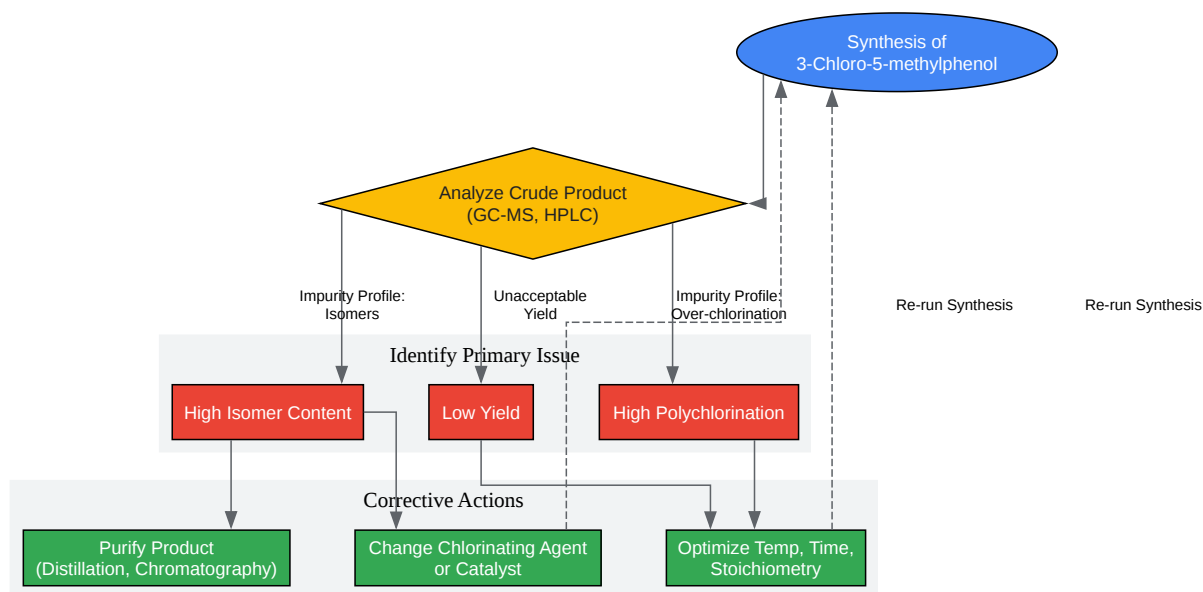 Synthesis of
3-Chloro-5-methylphenol
Analyze Crude Product
(GC-MS, HPLC)
Impurity Profile:
Isomers
Unacceptable
Yield
Impurity Profile:
Over-chlorination
Re-run Synthesis
Re-run Synthesis
Identify Primary Issue
High Isomer Content
Low Yield
High Polychlorination
Corrective Actions
Purify Product
(Distillation, Chromatography)
Change Chlorinating Agent
or Catalyst
Optimize Temp, Time,
Stoichiometry